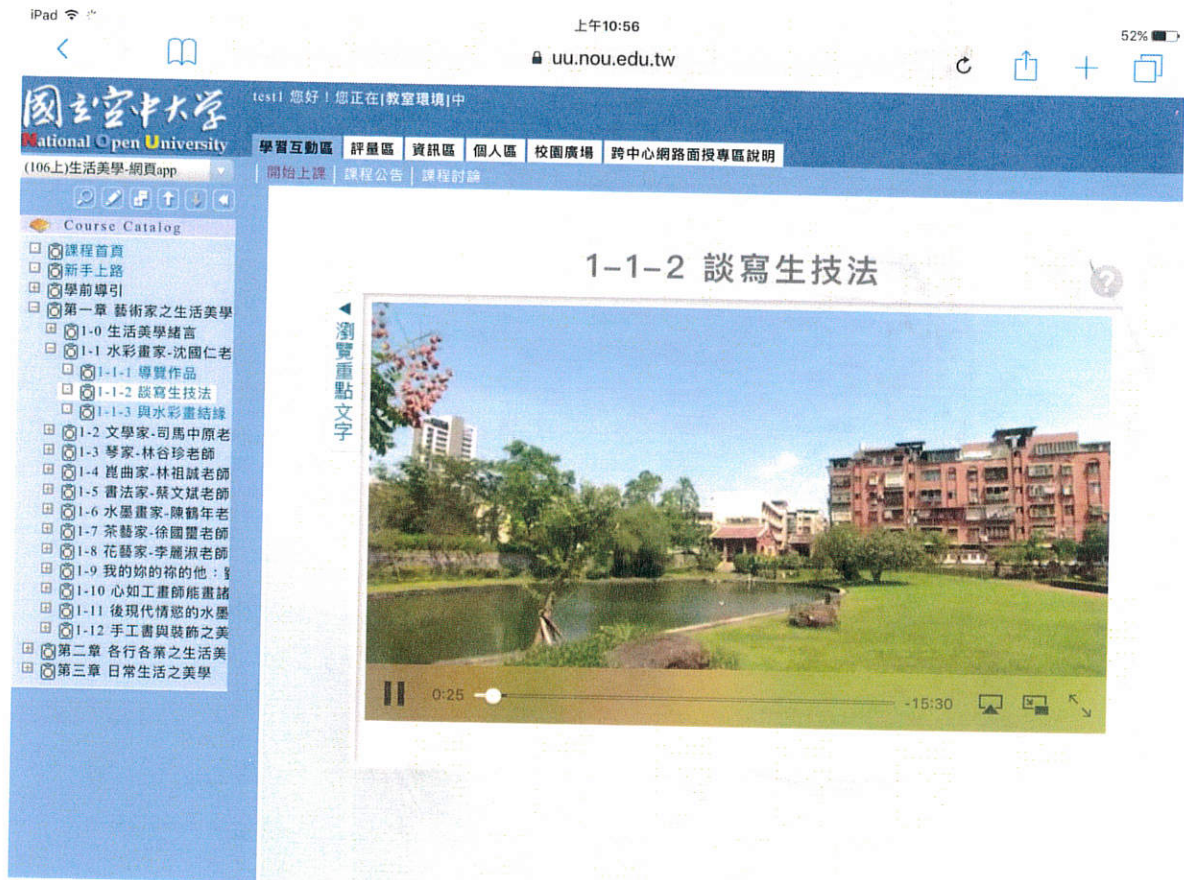 iPad
上午10:56
52%
uu.nou.edu.tw
國立空中大學
National Open University
test1 您好！您正在|教室環境|中
學習互動區 評量區 資訊區 個人區 校園廣場 跨中心網路面授專區說明
(106上)生活美學-網頁app
開始上課 | 課程公告 | 課程討論
Course Catalog
課程首頁
新手上路
學前導引
第一章 藝術家之生活美學
1-0 生活美學緒言
1-1 水彩畫家-沈國仁老
1-1-1 導覽作品
1-1-2 談寫生技法
1-1-3 與水彩畫結緣
1-2 文學家-司馬中原老
1-3 琴家-林谷珍老師
1-4 崑曲家-林祖誠老師
1-5 書法家-蔡文斌老師
1-6 水墨畫家-陳鶴年老
1-7 茶藝家-徐國豐老師
1-8 花藝家-李麗淑老師
1-9 我的妳的祢的他：劉
1-10 心如工畫師能畫諸
1-11 後現代情慾的水墨
1-12 手工書與裝飾之美
第二章 各行各業之生活美
第三章 日常生活之美學
1-1-2 談寫生技法
?
瀏覽重點文字
0:25
-15:30